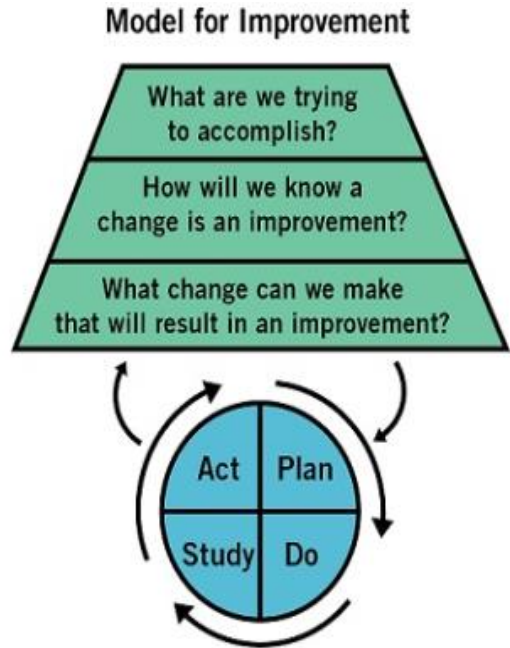 Model for Improvement
What are we trying
to accomplish?
How will we know a
change is an improvement?
What change can we make
that will result in an improvement?
Act
Plan
Study
Do